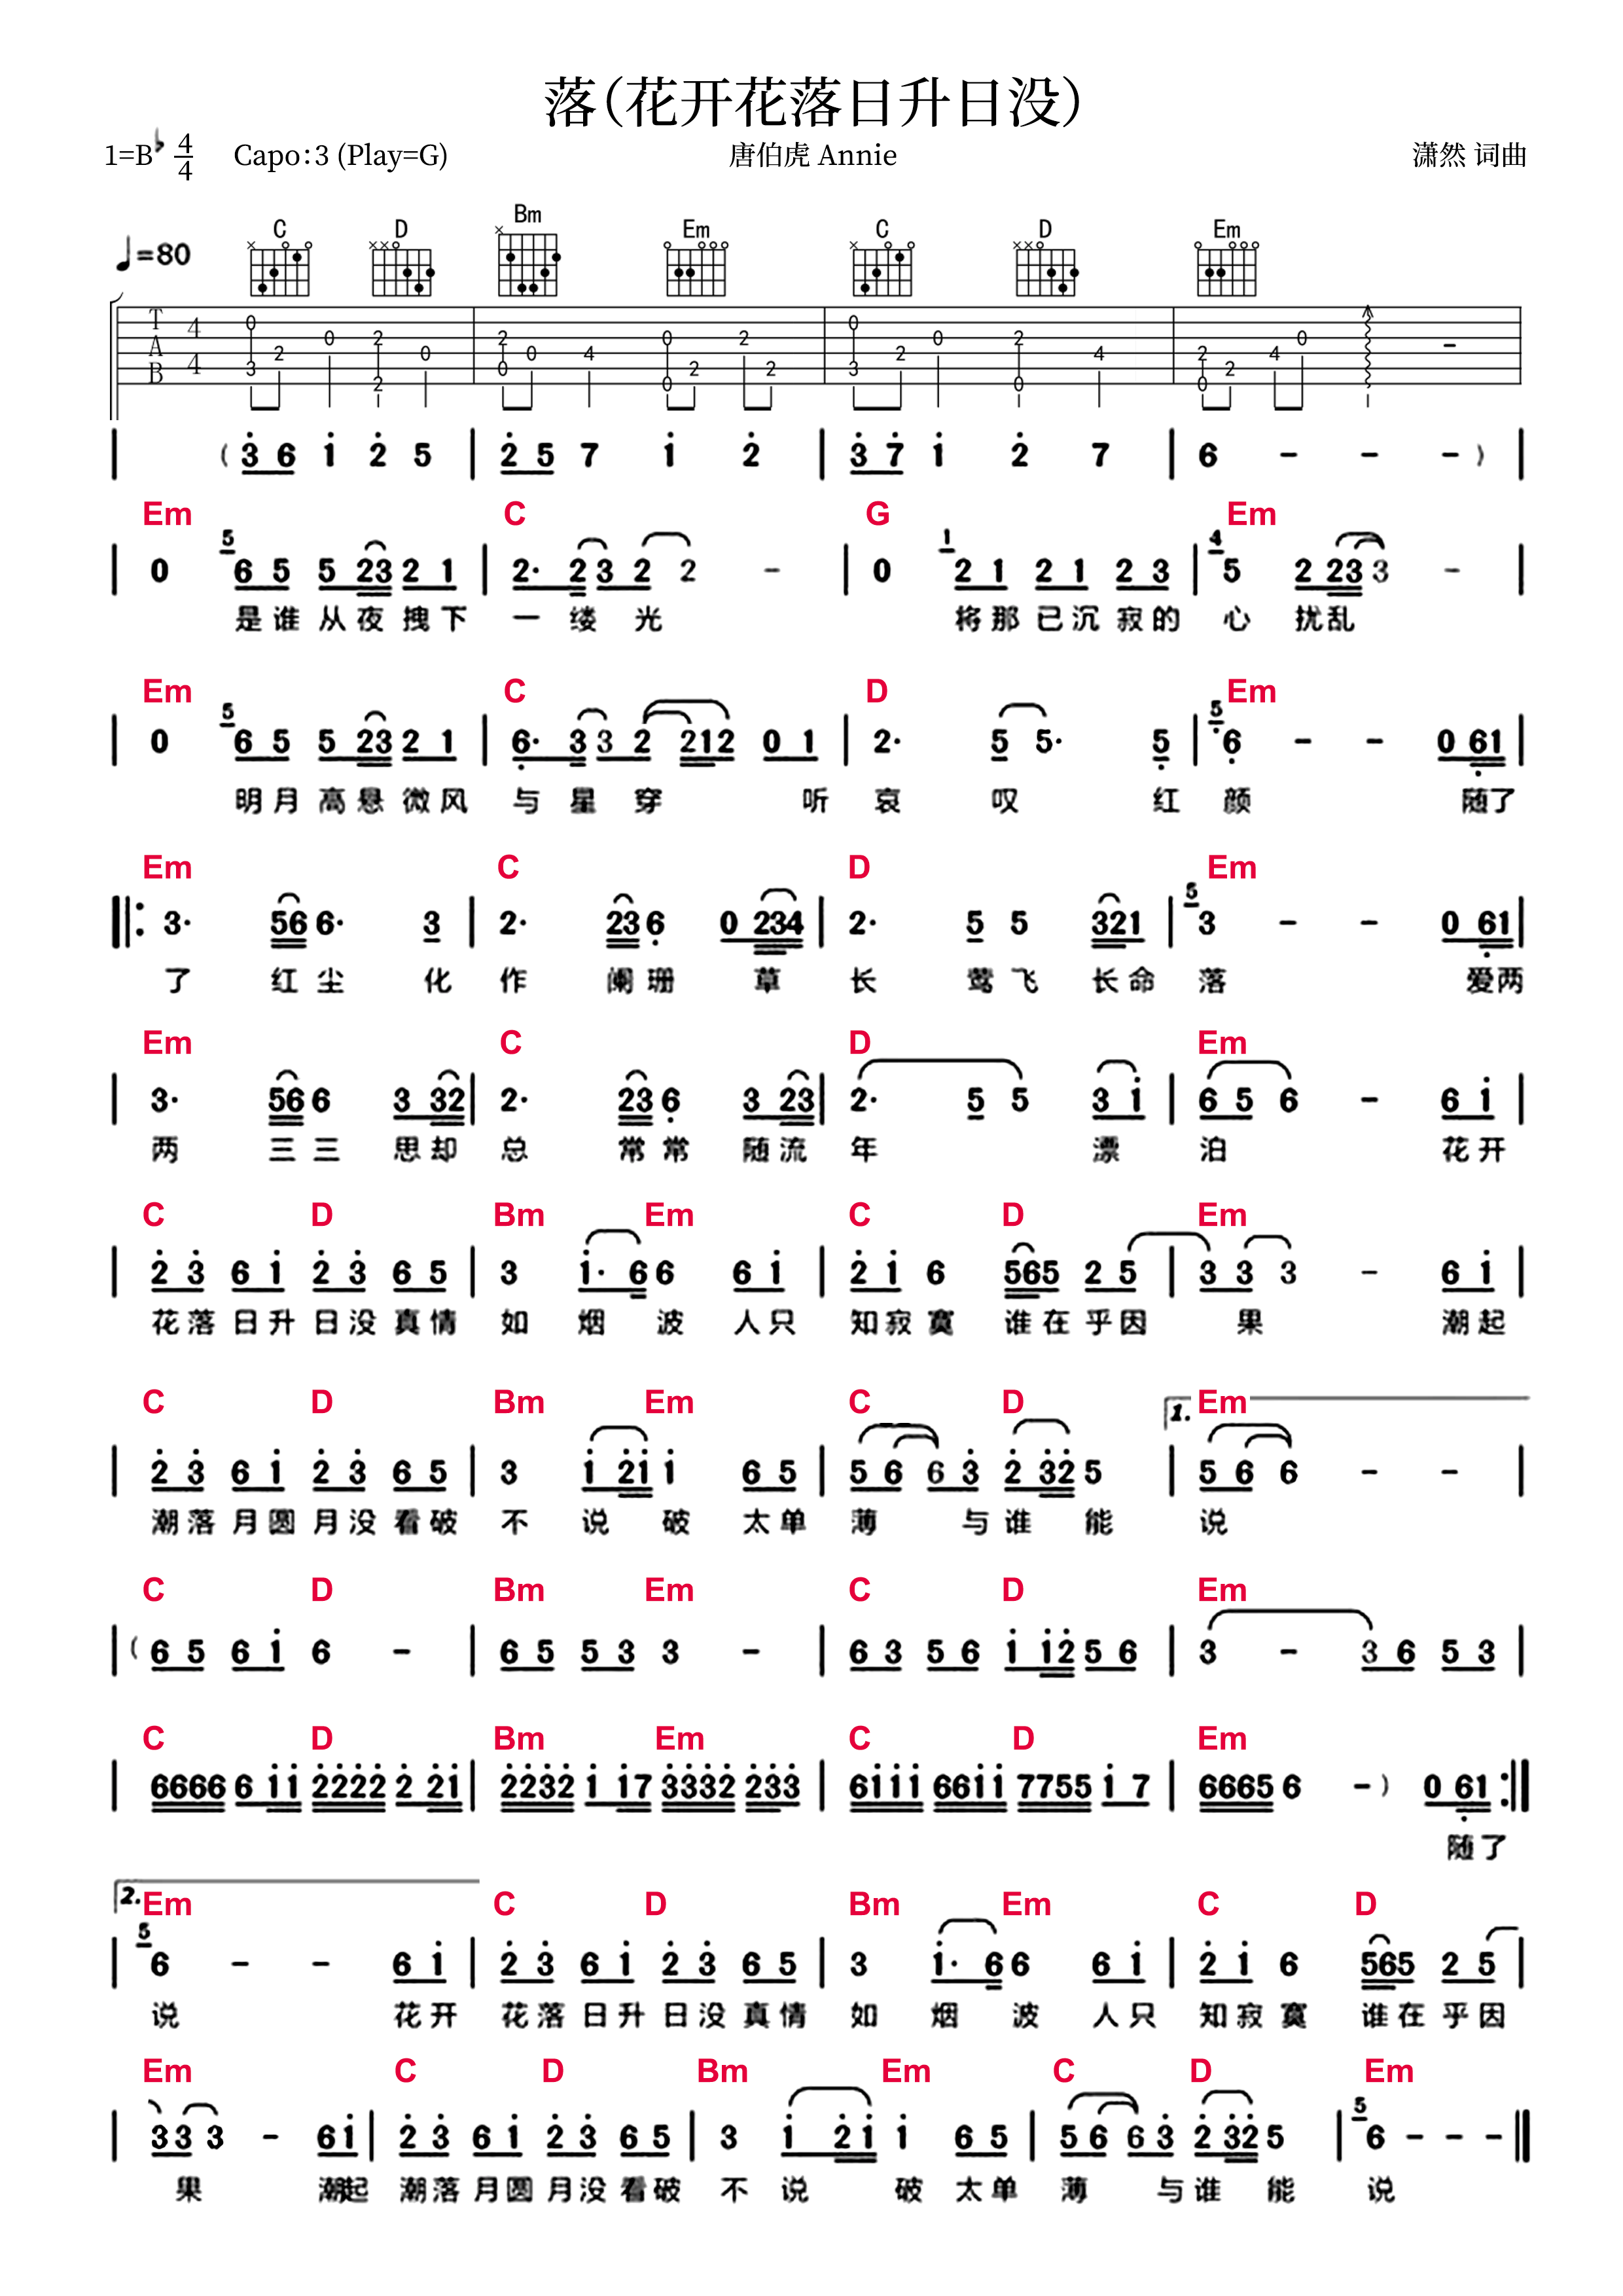 落(花开花落日升日没)
1=B♭ 4/4 Capo:3 (Play=G) 唐伯虎 Annie 潇然 词曲
♩=80 C D Bm Em C D Em
T A B 4 4
(3 6 1 2 5 | 2 5 7 1 2 | 3 7 1 2 7 | 6 - - - )
Em C G Em
0 5 6 5 5 23 2 1 | 2· 2 3 2 2 - | 0 1 2 1 2 1 2 3 | 4 5 2 23 3 - |
是谁从夜拽下 一缕光 将那已沉寂的 心扰乱
Em C D Em
0 5 6 5 5 23 2 1 | 6· 3 3 2 212 0 1 | 2· 5 5· 5 | 5 6 - - 0 61 |
明月高悬微风 与星穿 听 哀叹红 颜 随了
Em C D Em
3· 56 6· 3 | 2· 23 6 0 234 | 2· 5 5 321 | 5 3 - - 0 61 |
了红尘化 作阑珊草 长莺飞长命 落 爱两
Em C D Em
3· 56 6 3 32 | 2· 23 6 3 23 | 2· 5 5 3 1 | 6 5 6 - 6 1 |
两三三思却 总常常随流 年漂 泊 花开
C D Bm Em C D Em
2 3 6 1 2 3 6 5 | 3 1· 6 6 6 1 | 2 1 6 565 2 5 | 3 3 3 - 6 1 |
花落日升日没真情 如烟波人只 知寂寞谁在乎因 果 潮起
C D Bm Em C D 1. Em
2 3 6 1 2 3 6 5 | 3 1 21 1 6 5 | 5 6 6 3 2 32 5 | 5 6 6 - - |
潮落月圆月没看破 不说破太单 薄与谁能 说
C D Bm Em C D Em
(6 5 6 1 6 - | 6 5 5 3 3 - | 6 3 5 6 1 12 5 6 | 3 - 3 6 5 3 |
C D Bm Em C D Em
6666 6 11 2222 2 21 | 2232 1 17 3332 233 | 6111 6611 7755 1 7 | 6665 6 - ) 0 61 :|
随了
2. Em C D Bm Em C D
5 6 - - 6 1 | 2 3 6 1 2 3 6 5 | 3 1· 6 6 6 1 | 2 1 6 565 2 5 |
说 花开 花落日升日没真情 如烟波人只 知寂寞谁在乎因
Em C D Bm Em C D Em
3 3 3 - 6 1 | 2 3 6 1 2 3 6 5 | 3 1 2 1 1 6 5 | 5 6 6 3 2 32 5 | 5 6 - - - |
果 潮起 潮落月圆月没看破 不说破太单 薄与谁能 说